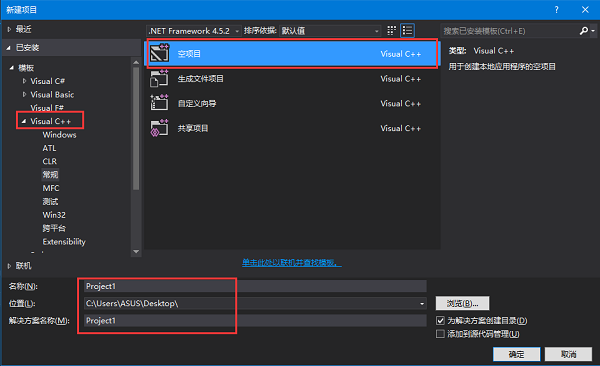 新建项目
最近
.NET Framework 4.5.2 排序依据: 默认值
搜索已安装模板(Ctrl+E)
已安装
模板
Visual C#
Visual Basic
Visual F#
Visual C++
Windows
ATL
CLR
常规
MFC
测试
Win32
跨平台
Extensibility
联机
空项目 Visual C++
生成文件项目 Visual C++
自定义向导 Visual C++
共享项目 Visual C++
类型: Visual C++
用于创建本地应用程序的空项目
单击此处以联机并查找模板。
名称(N): Project1
位置(L): C:\Users\ASUS\Desktop\
浏览(B)...
解决方案名称(M): Project1
为解决方案创建目录(D)
添加到源代码管理(U)
确定 取消